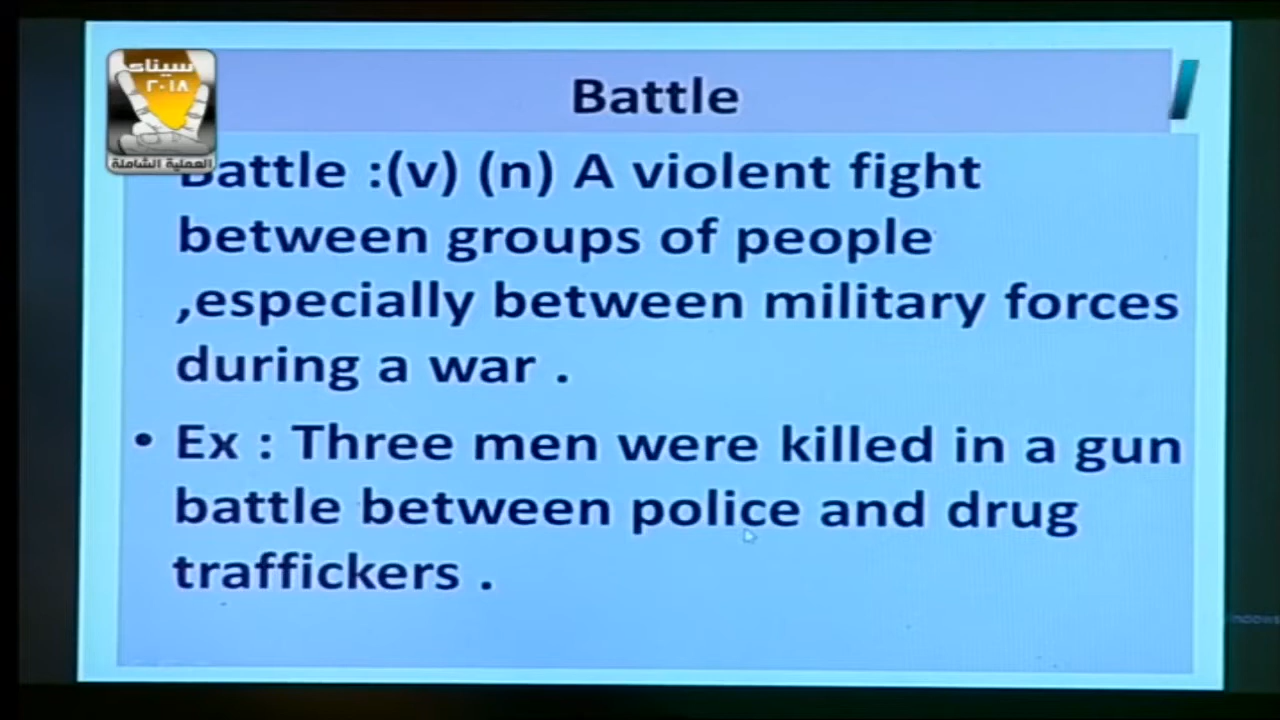 سيناء
٢٠١٨
العملية الشاملة
Battle
Battle :(v) (n) A violent fight
between groups of people
,especially between military forces
during a war .
• Ex : Three men were killed in a gun
battle between police and drug
traffickers .